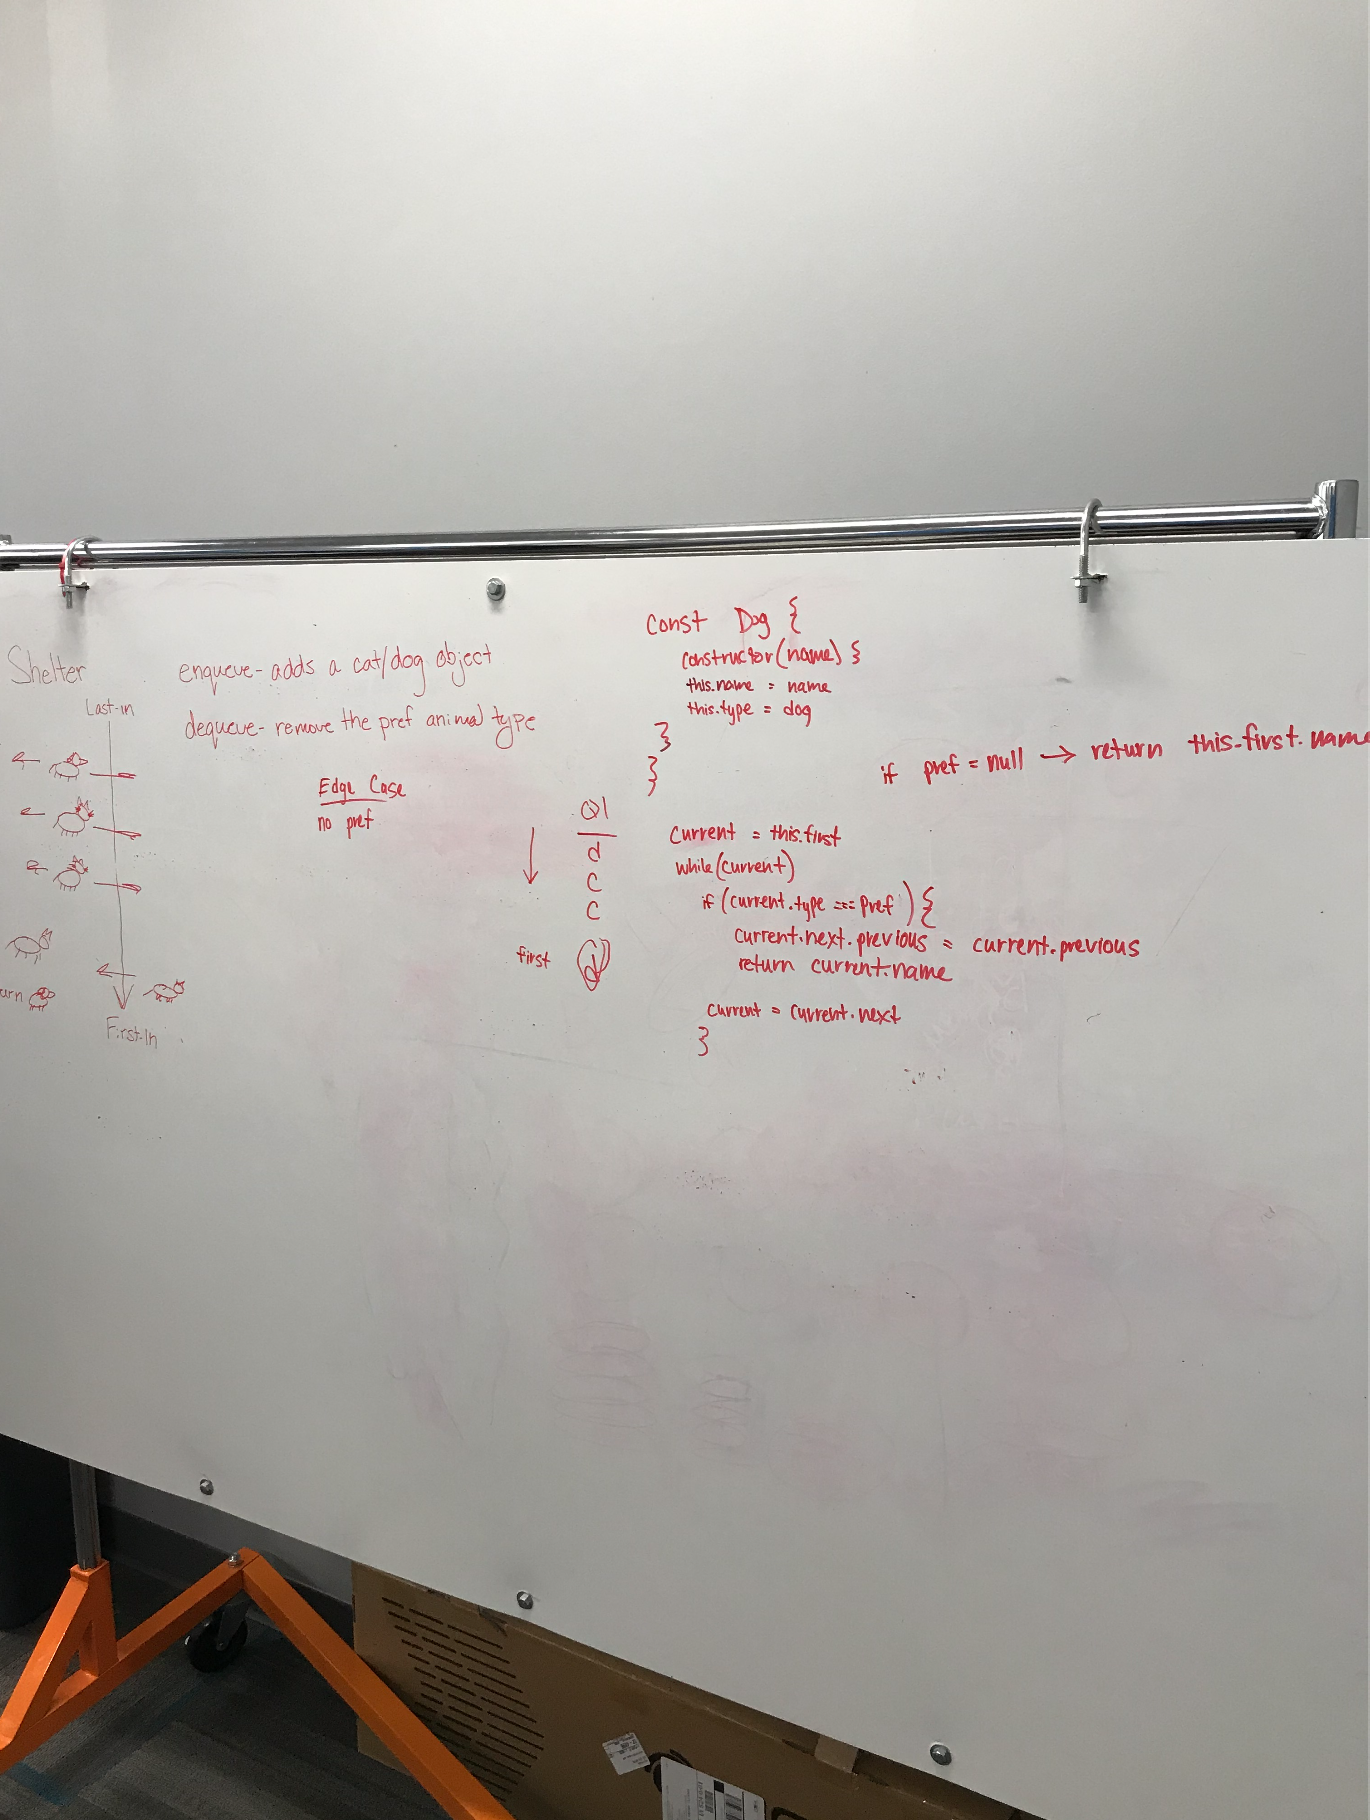 Shelter
Last-in
First-In
enqueue- adds a cat/dog object
dequeue- remove the pref animal type
Edge Case
no pref
Q1
d
C
C
first d
const Dog {
constructor(name) {
this.name = name
this.type = dog
}
}
if pref = null → return this.first.name
current = this.first
while(current)
if (current.type === pref) {
current.next.previous = current.previous
return current.name
current = current.next
}